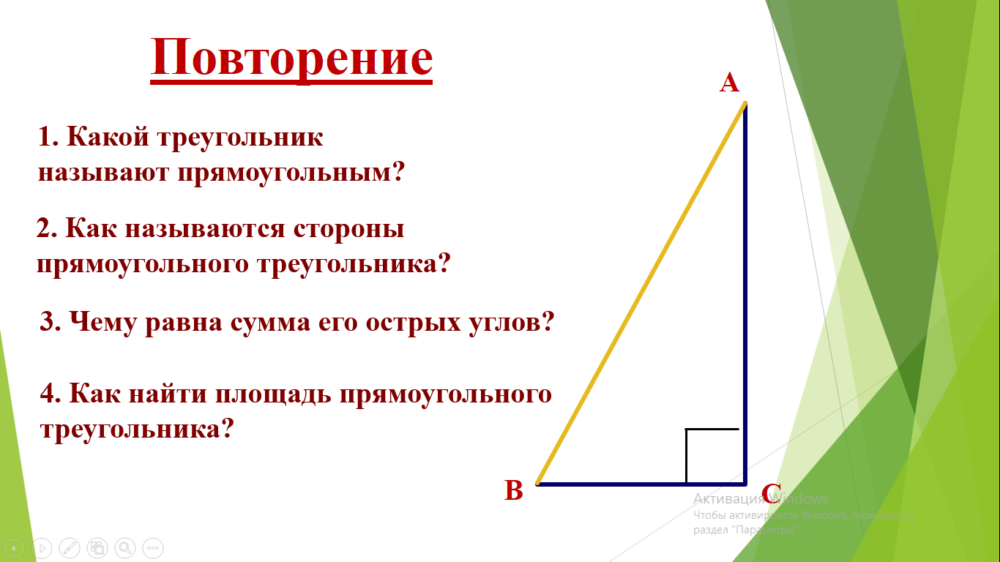 Повторение
1. Какой треугольник
называют прямоугольным?
2. Как называются стороны
прямоугольного треугольника?
3. Чему равна сумма его острых углов?
4. Как найти площадь прямоугольного
треугольника?
A
B
C
Активация Windows
Чтобы активировать Windows, перейдите в
раздел "Параметры".